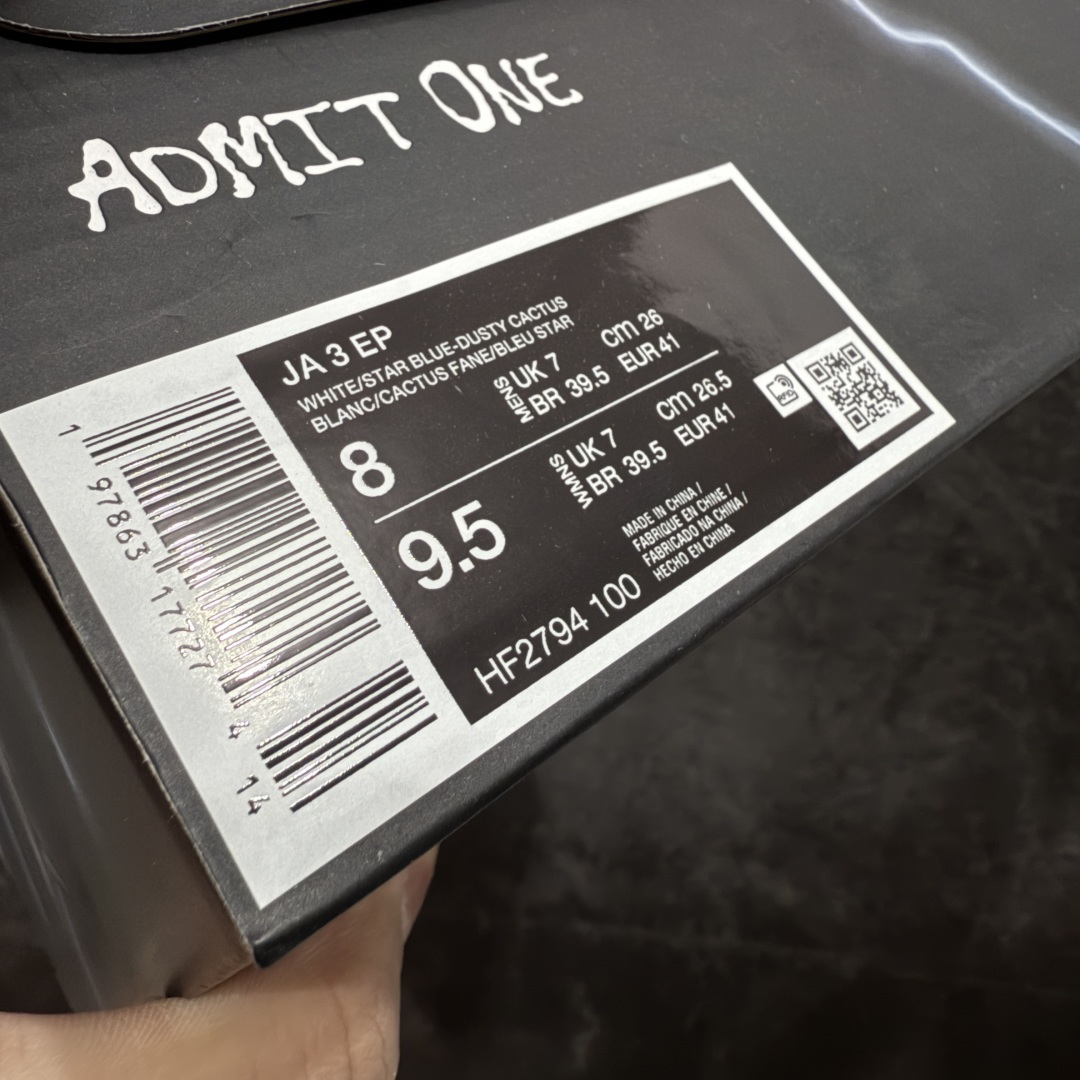 ADMIT ONE
JA 3 EP
WHITE/STAR BLUE-DUSTY CACTUS
BLANC/CACTUS FANE/BLEU STAR
8
MENS
UK 7
cm 26
BR 39.5
EUR 41
9.5
WMNS
UK 7
cm 26.5
BR 39.5
EUR 41
MADE IN CHINA /
FABRIQUE EN CHINE /
FABRICADO NA CHINA /
HECHO EN CHINA
HF2794 100
1 97863 17727 4 14